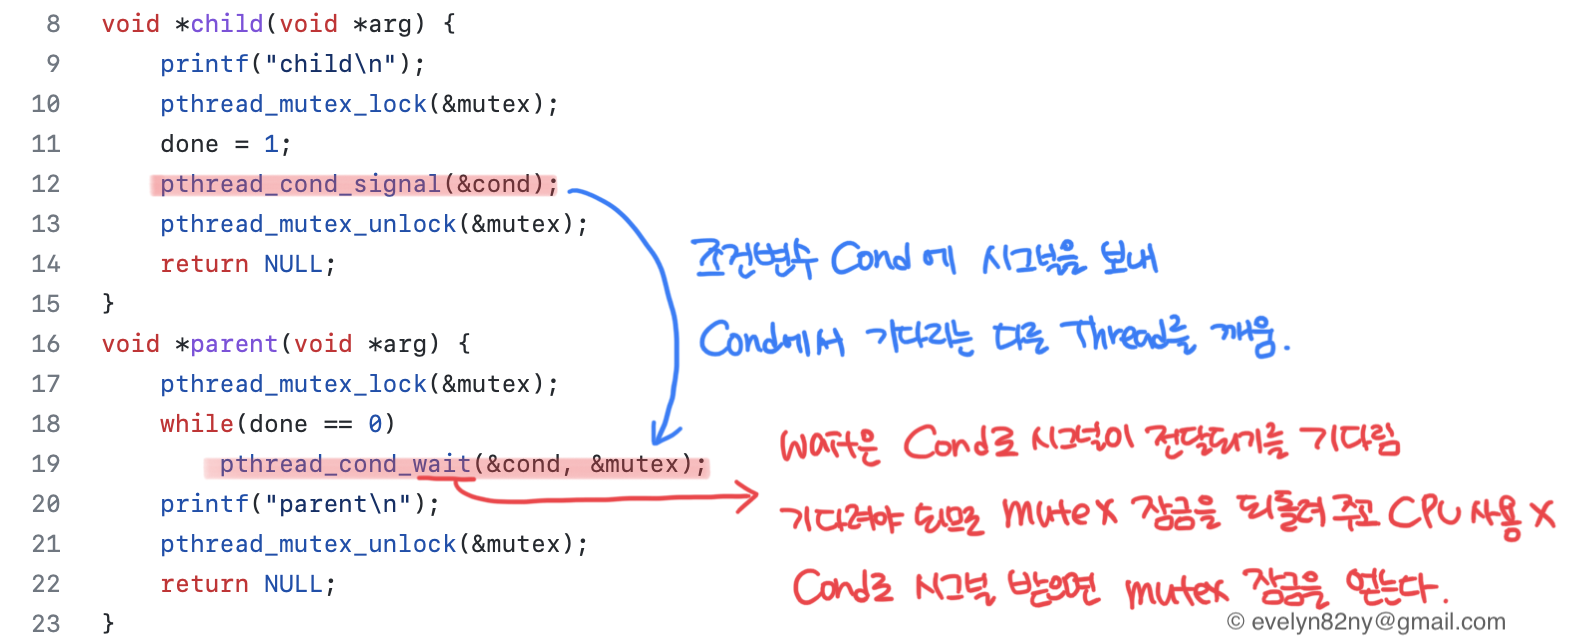 8 void *child(void *arg) {
9 printf("child\n");
10 pthread_mutex_lock(&mutex);
11 done = 1;
12 pthread_cond_signal(&cond);
13 pthread_mutex_unlock(&mutex);
14 return NULL;
15 }
16 void *parent(void *arg) {
17 pthread_mutex_lock(&mutex);
18 while(done == 0)
19 pthread_cond_wait(&cond, &mutex);
20 printf("parent\n");
21 pthread_mutex_unlock(&mutex);
22 return NULL;
23 }
조건변수 Cond에 시그널을 보내
Cond에서 기다리는 다른 Thread를 깨움.
wait은 Cond로 시그널이 전달되기를 기다림
기다려야 되므로 mutex 잠금을 되돌려 주고 CPU 사용 X
Cond로 시그널 받으면 mutex 잠금을 얻는다.
© evelyn82ny@gmail.com